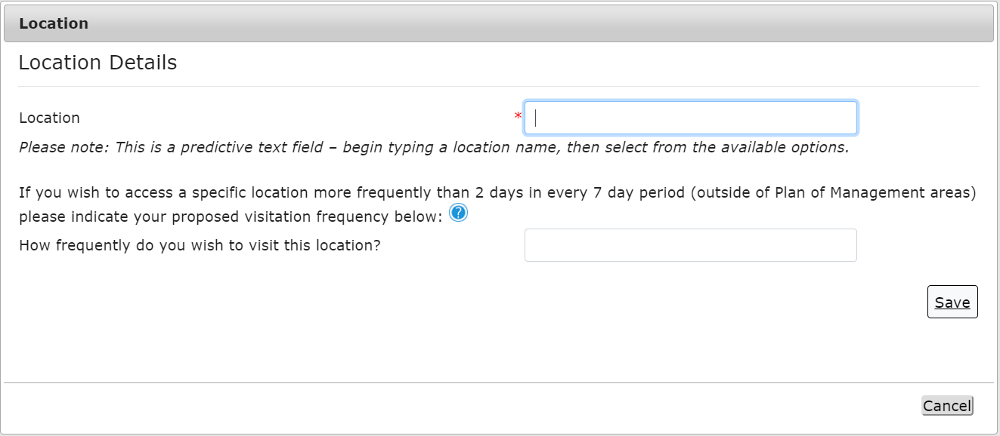 Location
Location Details
Location *
Please note: This is a predictive text field – begin typing a location name, then select from the available options.
If you wish to access a specific location more frequently than 2 days in every 7 day period (outside of Plan of Management areas)
please indicate your proposed visitation frequency below: ?
How frequently do you wish to visit this location?
Save
Cancel